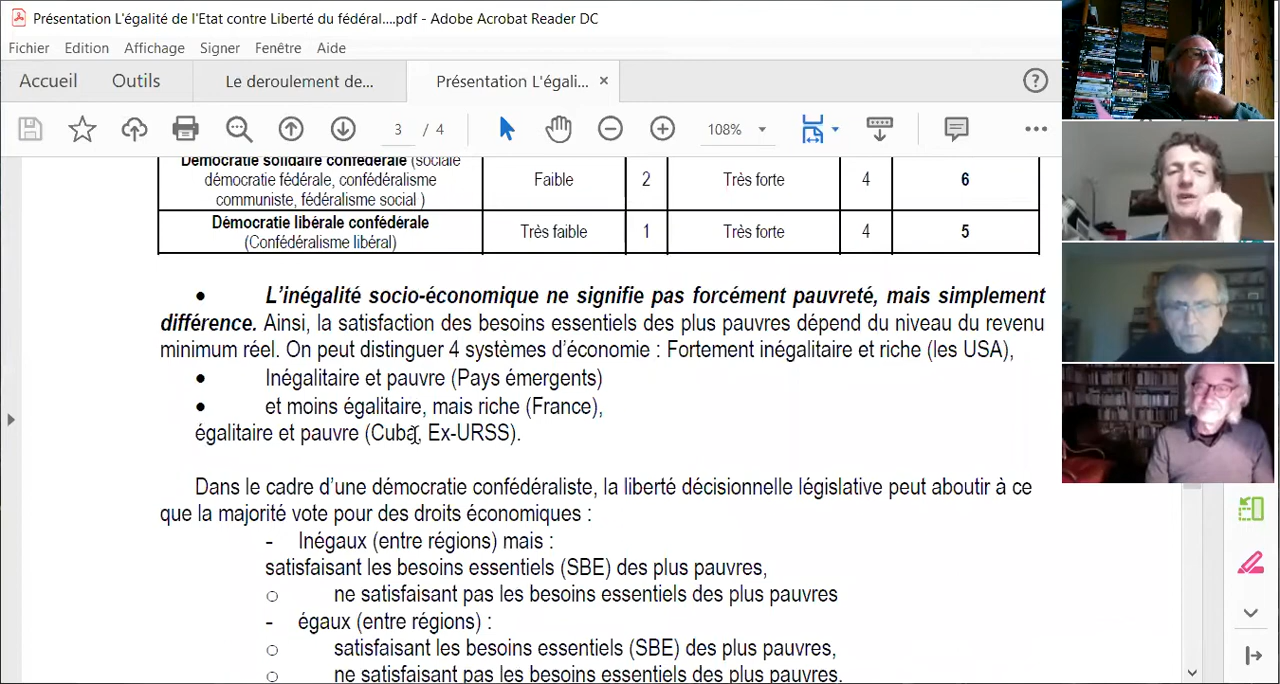 Présentation L'égalité de l'Etat contre Liberté du fédéral....pdf - Adobe Acrobat Reader DC
Fichier Edition Affichage Signer Fenêtre Aide
Accueil Outils Le deroulement de... Présentation L'égali... ×
3 / 4 108%
Démocratie solidaire confédérale (sociale
démocratie fédérale, confédéralisme
communiste, fédéralisme social )
Faible 2 Très forte 4 6
Démocratie libérale confédérale
(Confédéralisme libéral)
Très faible 1 Très forte 4 5
• L'inégalité socio-économique ne signifie pas forcément pauvreté, mais simplement
différence. Ainsi, la satisfaction des besoins essentiels des plus pauvres dépend du niveau du revenu
minimum réel. On peut distinguer 4 systèmes d'économie : Fortement inégalitaire et riche (les USA),
• Inégalitaire et pauvre (Pays émergents)
• et moins égalitaire, mais riche (France),
égalitaire et pauvre (Cuba, Ex-URSS).
Dans le cadre d'une démocratie confédéraliste, la liberté décisionnelle législative peut aboutir à ce
que la majorité vote pour des droits économiques :
- Inégaux (entre régions) mais :
satisfaisant les besoins essentiels (SBE) des plus pauvres,
○ ne satisfaisant pas les besoins essentiels des plus pauvres
- égaux (entre régions) :
○ satisfaisant les besoins essentiels (SBE) des plus pauvres,
○ ne satisfaisant pas les besoins essentiels des plus pauvres.